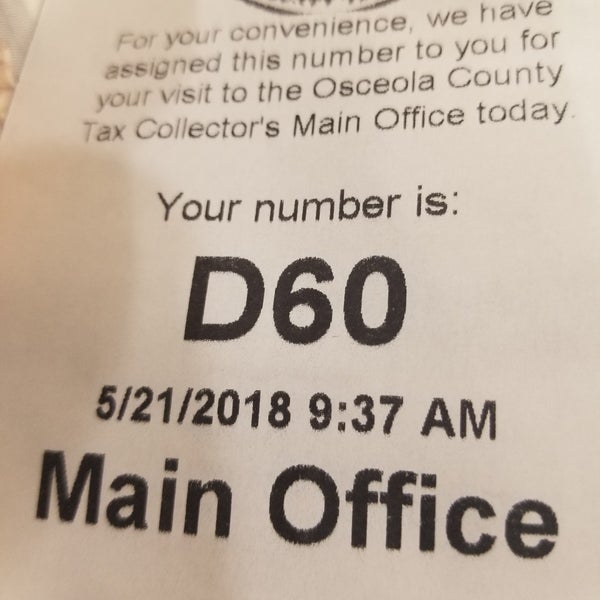 For your convenience, we have
assigned this number to you for
your visit to the Osceola County
Tax Collector's Main Office today.
Your number is:
D60
5/21/2018 9:37 AM
Main Office